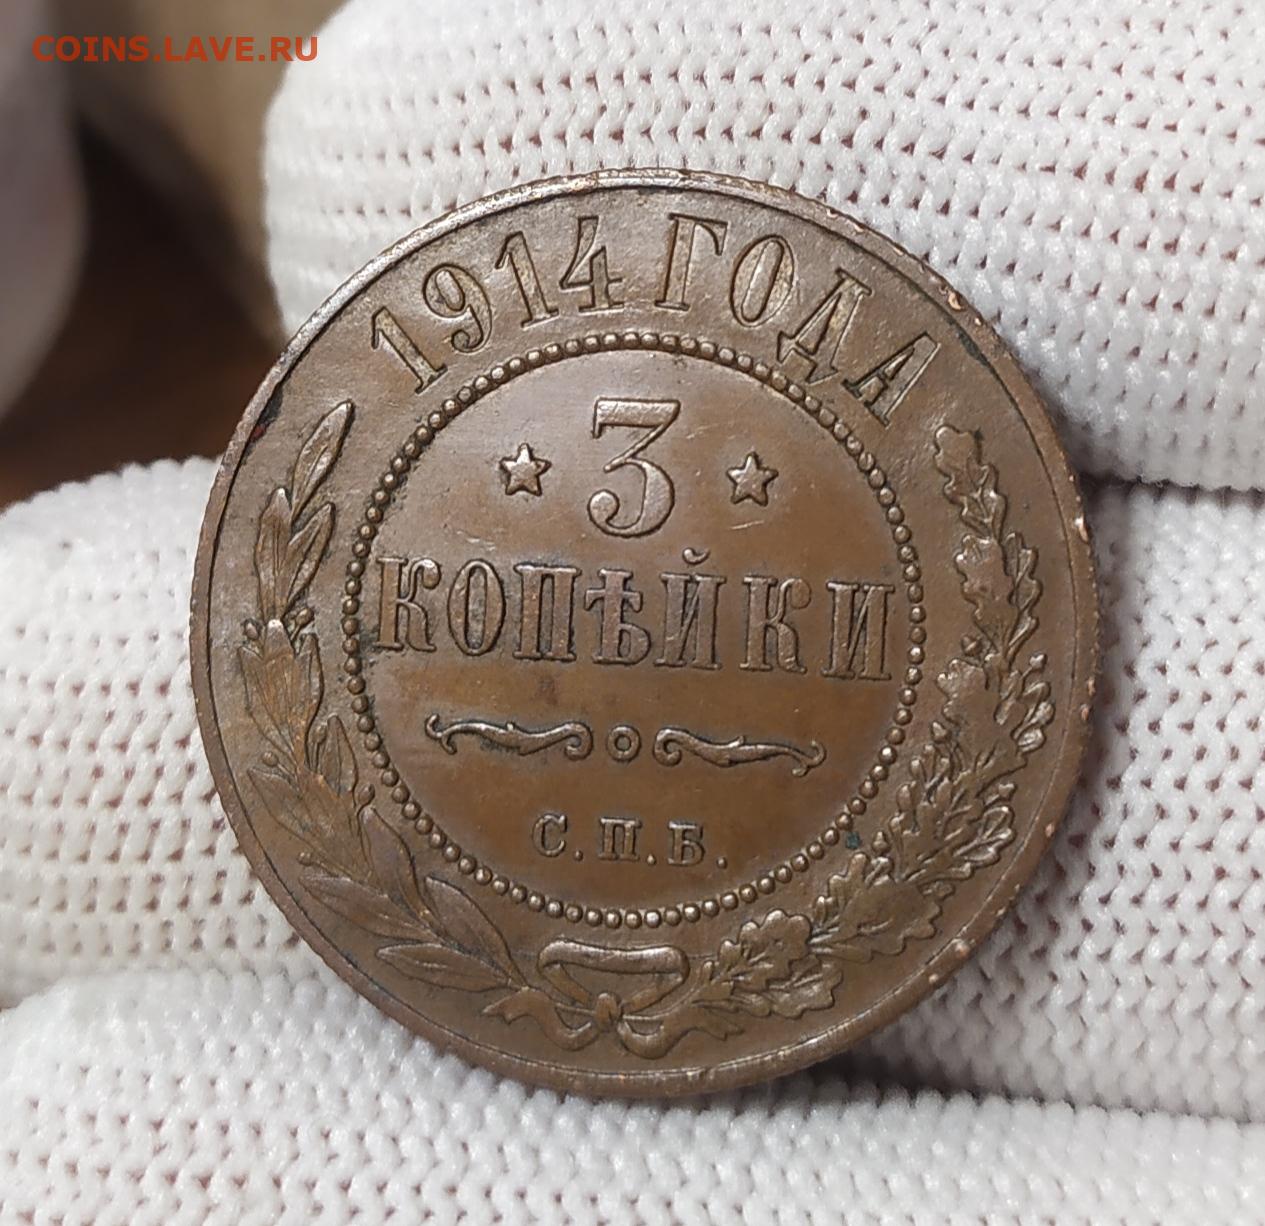 COINS.LAVE.RU
1914 ГОДА
3
КОПѢЙКИ
С.П.Б.